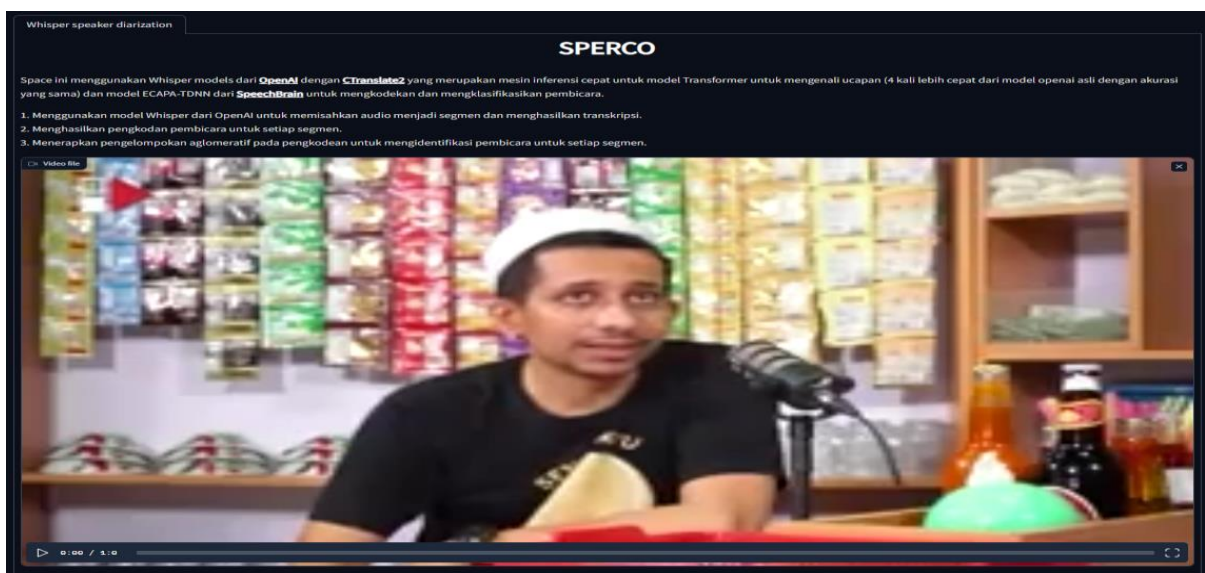 Whisper speaker diarization
SPERCO
Space ini menggunakan Whisper models dari OpenAI dengan CTranslate2 yang merupakan mesin inferensi cepat untuk model Transformer untuk mengenali ucapan (4 kali lebih cepat dari model openai asli dengan akurasi
yang sama) dan model ECAPA-TDNN dari SpeechBrain untuk mengkodekan dan mengklasifikasikan pembicara.
1. Menggunakan model Whisper dari OpenAI untuk memisahkan audio menjadi segmen dan menghasilkan transkripsi.
2. Menghasilkan pengkodan pembicara untuk setiap segmen.
3. Menerapkan pengelompokan aglomeratif pada pengkodean untuk mengidentifikasi pembicara untuk setiap segmen.
Video file
0:00 / 1:0